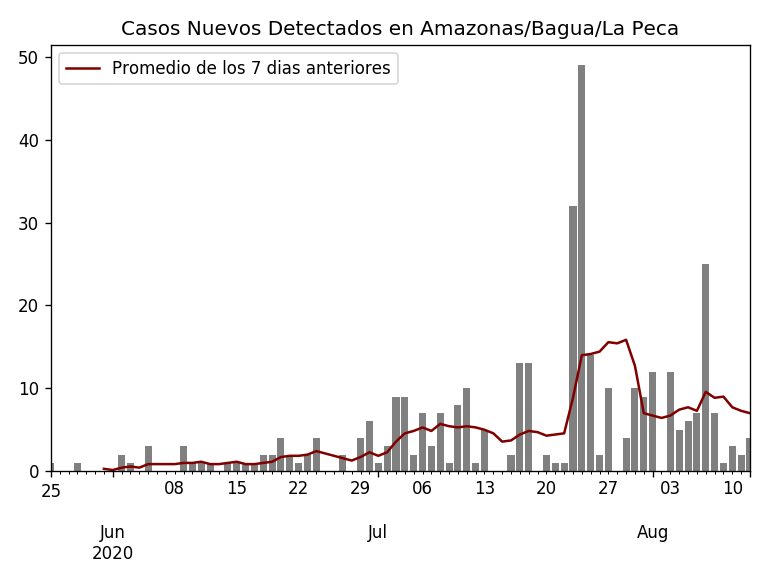 Casos Nuevos Detectados en Amazonas/Bagua/La Peca
Promedio de los 7 dias anteriores
50
40
30
20
10
0
25 08 15 22 29 06 13 20 27 03 10
Jun Jul Aug
2020